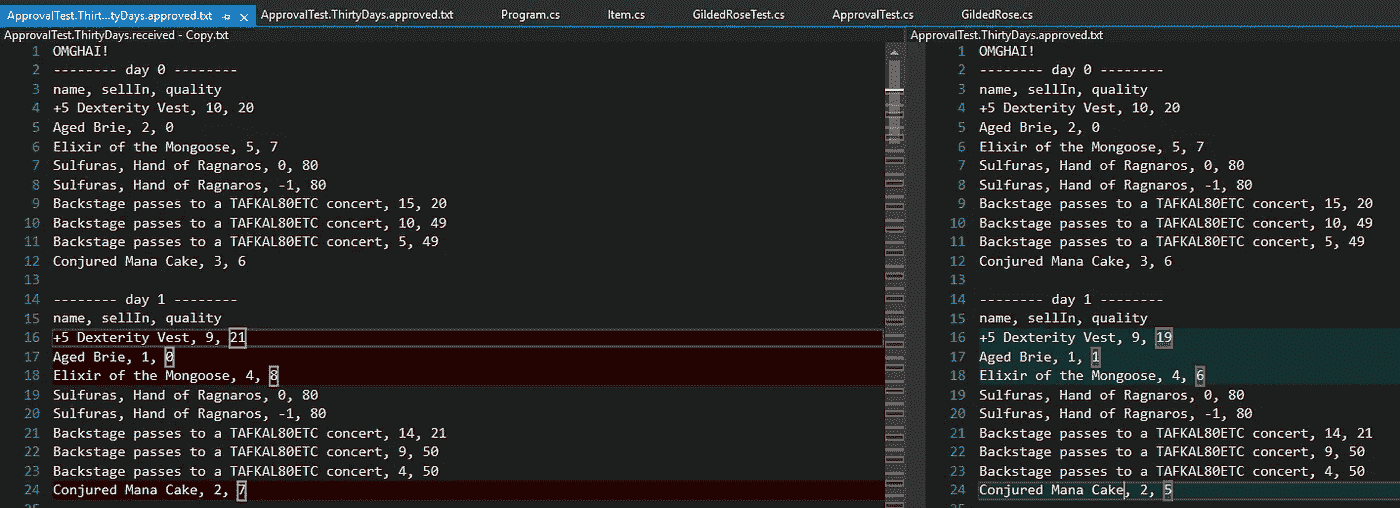 ApprovalTest.Thirt...tyDays.approved.txt ApprovalTest.ThirtyDays.approved.txt Program.cs Item.cs GildedRoseTest.cs ApprovalTest.cs GildedRose.cs
ApprovalTest.ThirtyDays.received - Copy.txt
1 OMGHAI!
2 -------- day 0 --------
3 name, sellIn, quality
4 +5 Dexterity Vest, 10, 20
5 Aged Brie, 2, 0
6 Elixir of the Mongoose, 5, 7
7 Sulfuras, Hand of Ragnaros, 0, 80
8 Sulfuras, Hand of Ragnaros, -1, 80
9 Backstage passes to a TAFKAL80ETC concert, 15, 20
10 Backstage passes to a TAFKAL80ETC concert, 10, 49
11 Backstage passes to a TAFKAL80ETC concert, 5, 49
12 Conjured Mana Cake, 3, 6
13
14 -------- day 1 --------
15 name, sellIn, quality
16 +5 Dexterity Vest, 9, 21
17 Aged Brie, 1, 0
18 Elixir of the Mongoose, 4, 8
19 Sulfuras, Hand of Ragnaros, 0, 80
20 Sulfuras, Hand of Ragnaros, -1, 80
21 Backstage passes to a TAFKAL80ETC concert, 14, 21
22 Backstage passes to a TAFKAL80ETC concert, 9, 50
23 Backstage passes to a TAFKAL80ETC concert, 4, 50
24 Conjured Mana Cake, 2, 7
ApprovalTest.ThirtyDays.approved.txt
1 OMGHAI!
2 -------- day 0 --------
3 name, sellIn, quality
4 +5 Dexterity Vest, 10, 20
5 Aged Brie, 2, 0
6 Elixir of the Mongoose, 5, 7
7 Sulfuras, Hand of Ragnaros, 0, 80
8 Sulfuras, Hand of Ragnaros, -1, 80
9 Backstage passes to a TAFKAL80ETC concert, 15, 20
10 Backstage passes to a TAFKAL80ETC concert, 10, 49
11 Backstage passes to a TAFKAL80ETC concert, 5, 49
12 Conjured Mana Cake, 3, 6
13
14 -------- day 1 --------
15 name, sellIn, quality
16 +5 Dexterity Vest, 9, 19
17 Aged Brie, 1, 1
18 Elixir of the Mongoose, 4, 6
19 Sulfuras, Hand of Ragnaros, 0, 80
20 Sulfuras, Hand of Ragnaros, -1, 80
21 Backstage passes to a TAFKAL80ETC concert, 14, 21
22 Backstage passes to a TAFKAL80ETC concert, 9, 50
23 Backstage passes to a TAFKAL80ETC concert, 4, 50
24 Conjured Mana Cake, 2, 5